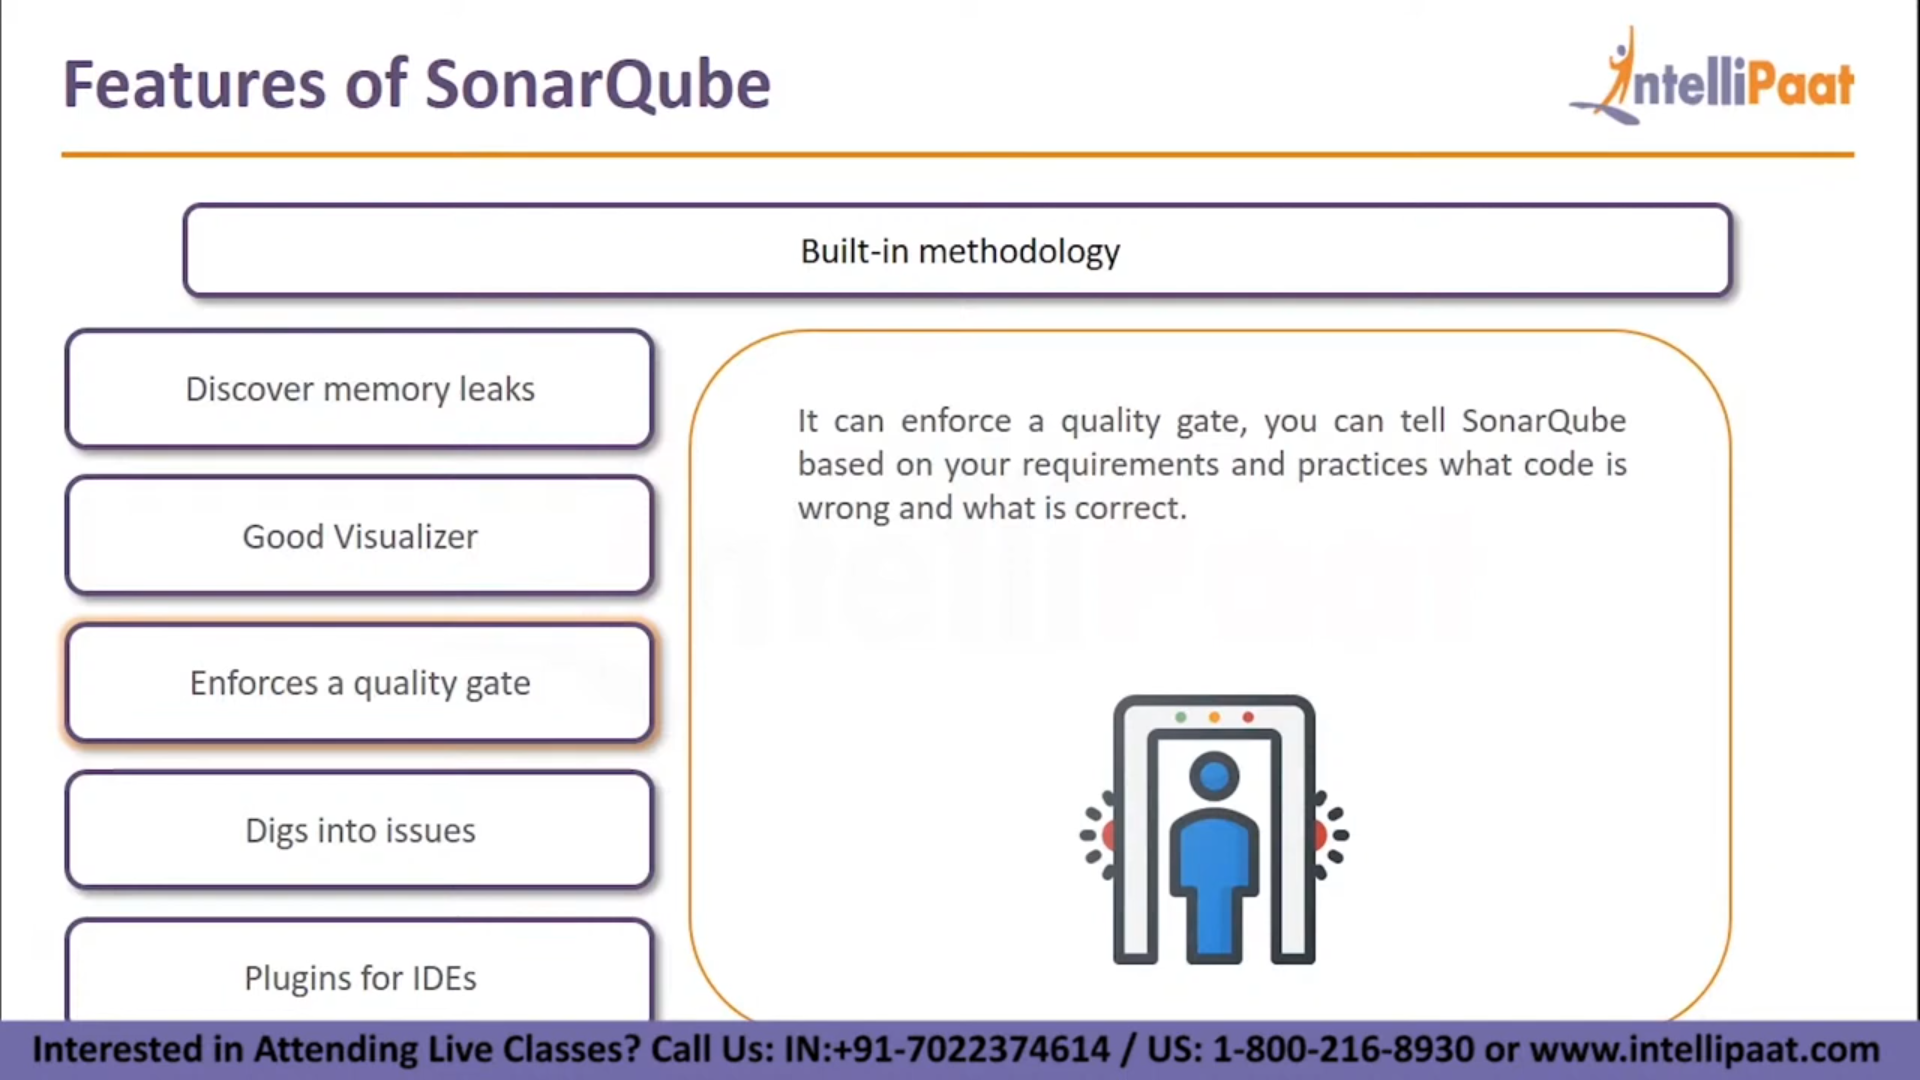 Features of SonarQube
IntelliPaat
Built-in methodology
Discover memory leaks
Good Visualizer
Enforces a quality gate
Digs into issues
Plugins for IDEs
It can enforce a quality gate, you can tell SonarQube
based on your requirements and practices what code is
wrong and what is correct.
Interested in Attending Live Classes? Call Us: IN:+91-7022374614 / US: 1-800-216-8930 or www.intellipaat.com